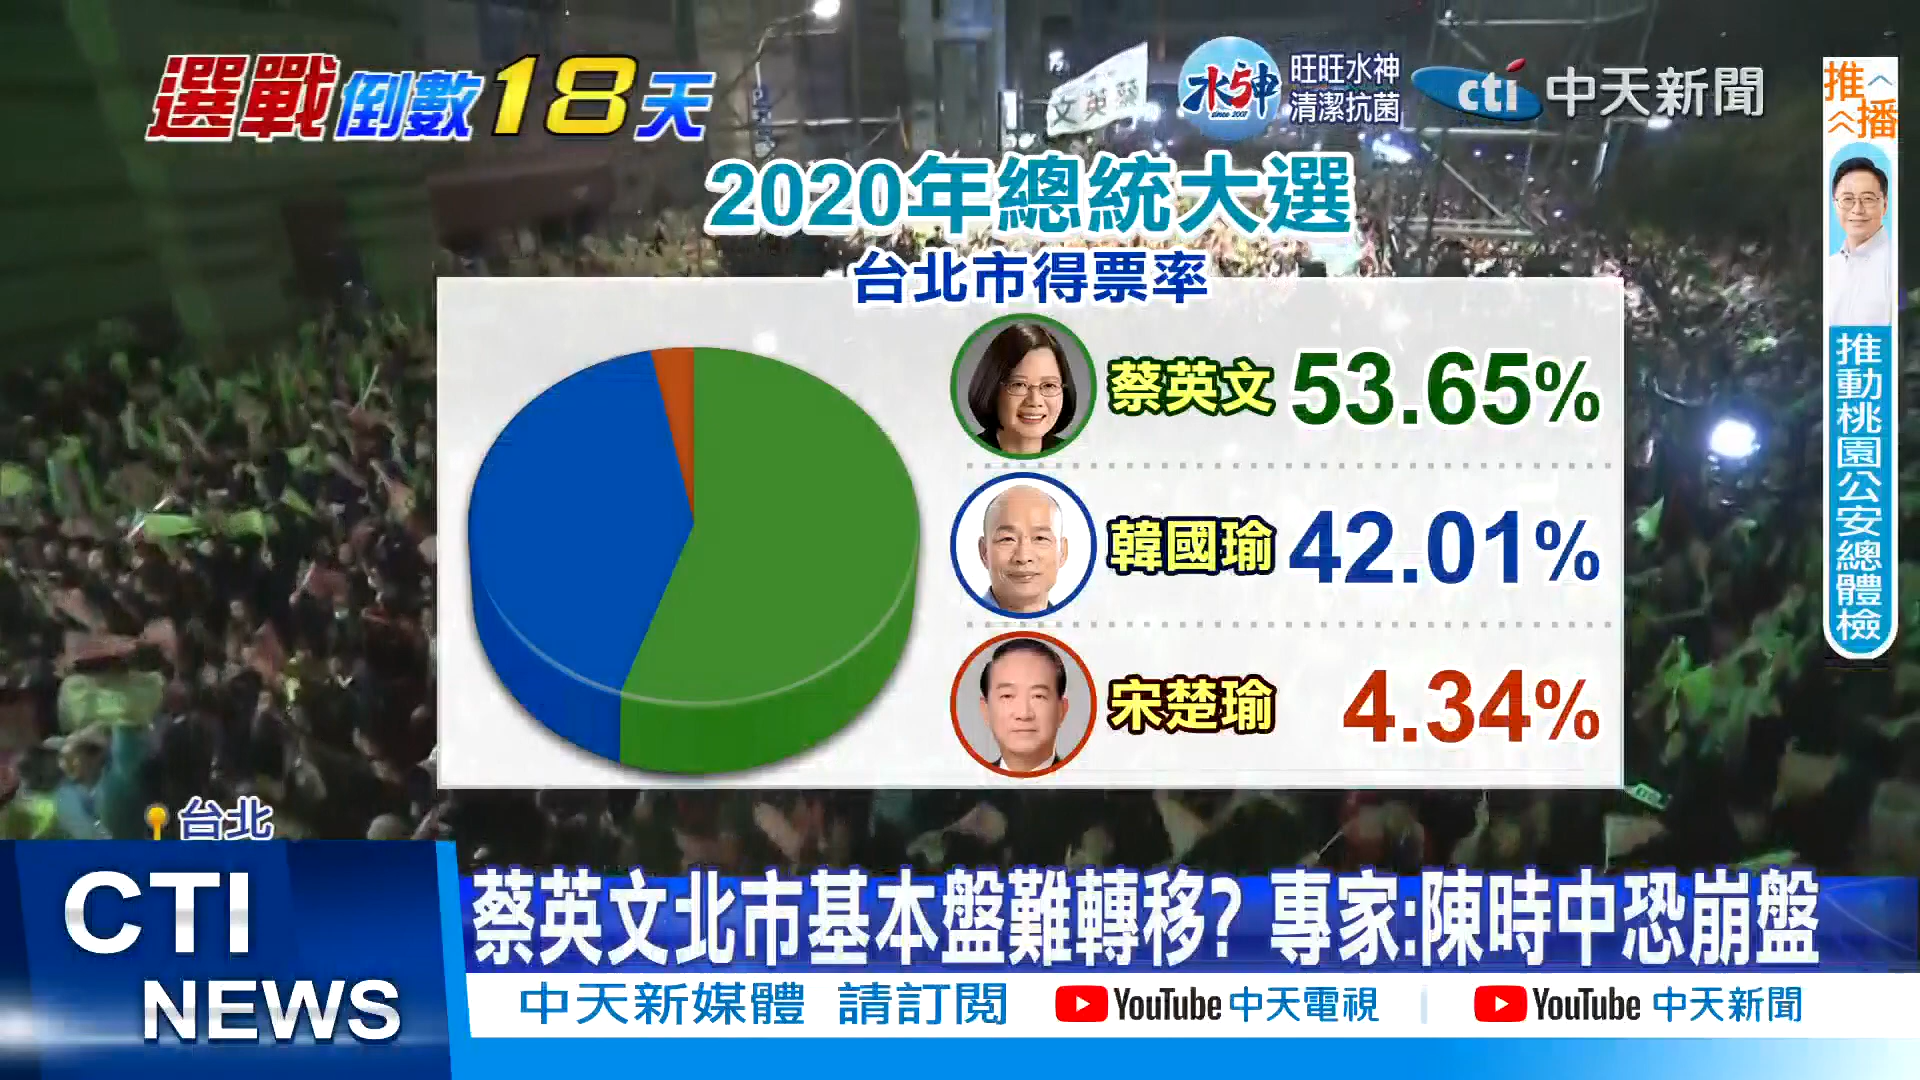 選戰倒數18天
水神
since 2007
旺旺水神
清潔抗菌
cti 中天新聞
蔡英文
2020年總統大選
台北市得票率
蔡英文 53.65%
韓國瑜 42.01%
宋楚瑜 4.34%
推播
推動桃園公安總體檢
台北
CTI
NEWS
蔡英文北市基本盤難轉移? 專家:陳時中恐崩盤
中天新媒體 請訂閱 YouTube 中天電視 | YouTube 中天新聞